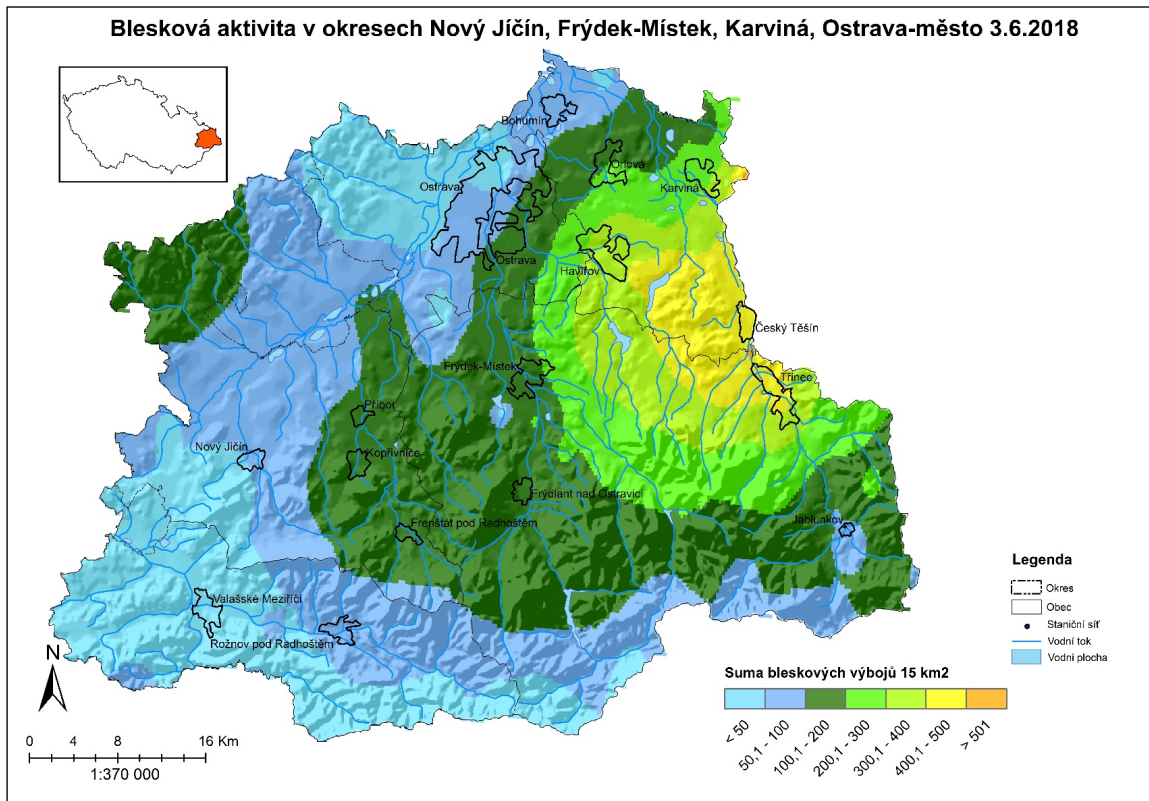 Blesková aktivita v okresech Nový Jíčín, Frýdek-Místek, Karviná, Ostrava-město 3.6.2018
Bohumín
Orlová
Ostrava
Karviná
Ostrava
Havířov
Český Těšín
Frýdek-Místek
Třinec
Příbor
Nový Jičín
Kopřivnice
Frýdlant nad Ostravicí
Frenštát pod Radhoštěm
Jablunkov
Valašské Meziříčí
Rožnov pod Radhoštěm
N
0 4 8 16 Km
1:370 000
Legenda
Okres
Obec
Staniční síť
Vodní tok
Vodní plocha
Suma bleskových výbojů 15 km2
< 50
50,1 - 100
100,1 - 200
200,1 - 300
300,1 - 400
400,1 - 500
> 501